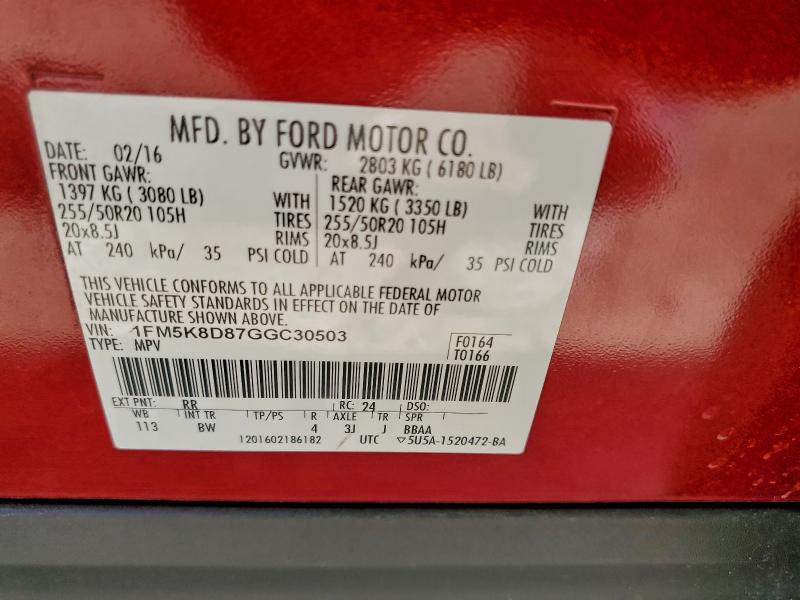 MFD. BY FORD MOTOR CO.
DATE: 02/16 GVWR: 2803 KG ( 6180 LB)
FRONT GAWR: REAR GAWR:
1397 KG ( 3080 LB) WITH 1520 KG ( 3350 LB) WITH
255/50R20 105H TIRES 255/50R20 105H TIRES
20x8.5J RIMS 20x8.5J RIMS
AT 240 kPa/ 35 PSI COLD AT 240 kPa/ 35 PSI COLD
THIS VEHICLE CONFORMS TO ALL APPLICABLE FEDERAL MOTOR
VEHICLE SAFETY STANDARDS IN EFFECT ON THE DATE OF
MANUFACTURE SHOWN ABOVE.
VIN: 1FM5K8D87GGC30503 F0164
TYPE: MPV T0166
EXT PNT: RR RC: 24 DSO:
WB INT TR TP/PS R AXLE TR SPR
113 BW 4 3J J BBAA
1201602186182 UTC ▽5U5A-1520472-BA